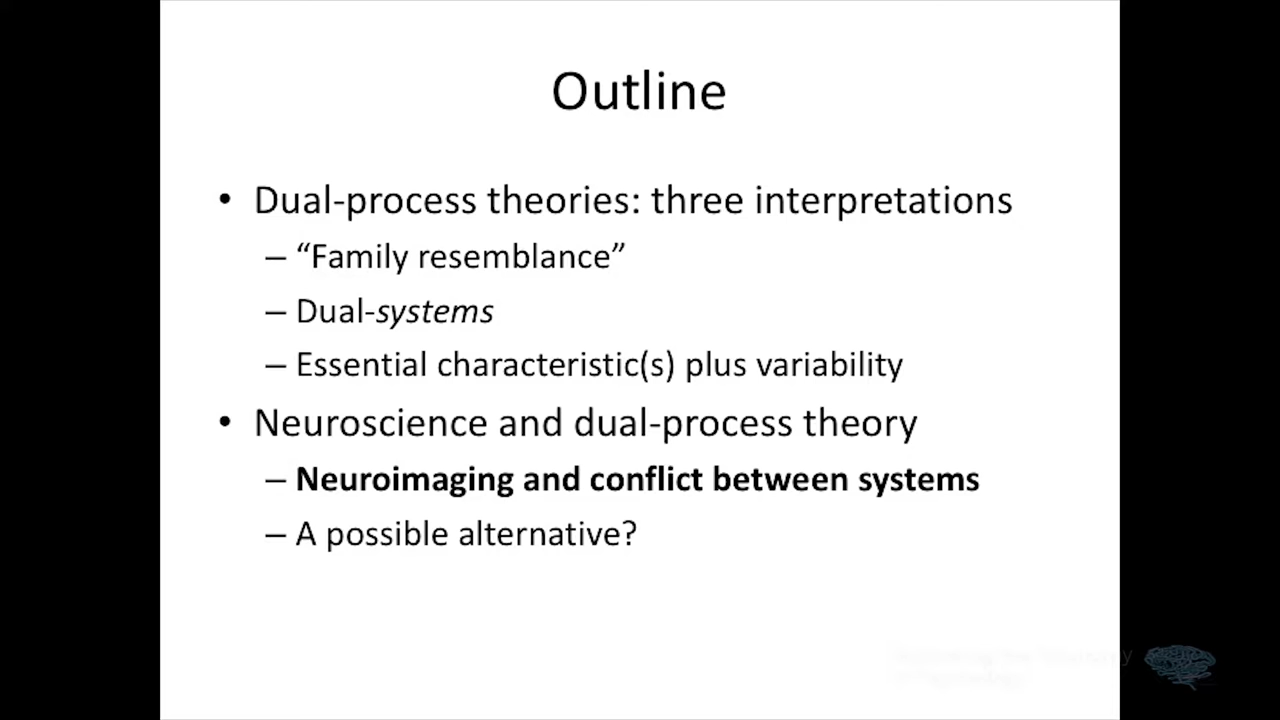 Outline
• Dual-process theories: three interpretations
– “Family resemblance”
– Dual-systems
– Essential characteristic(s) plus variability
• Neuroscience and dual-process theory
– Neuroimaging and conflict between systems
– A possible alternative?